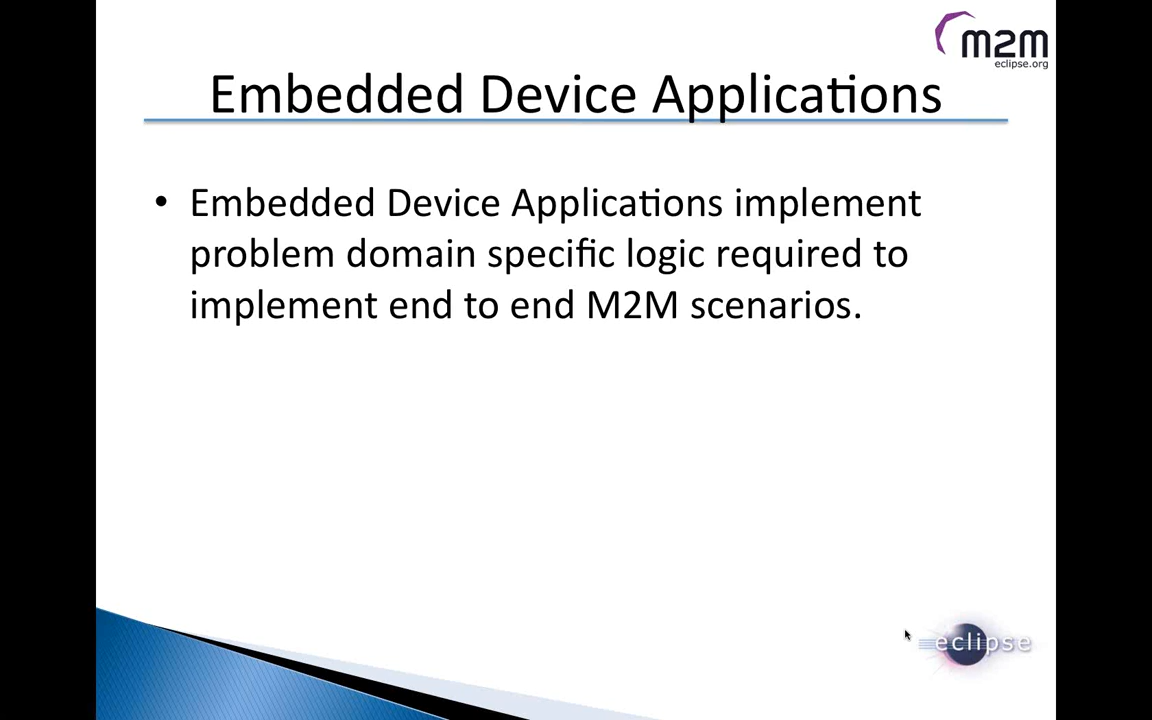 m2m
eclipse.org
Embedded Device Applications
• Embedded Device Applications implement
problem domain specific logic required to
implement end to end M2M scenarios.
eclipse